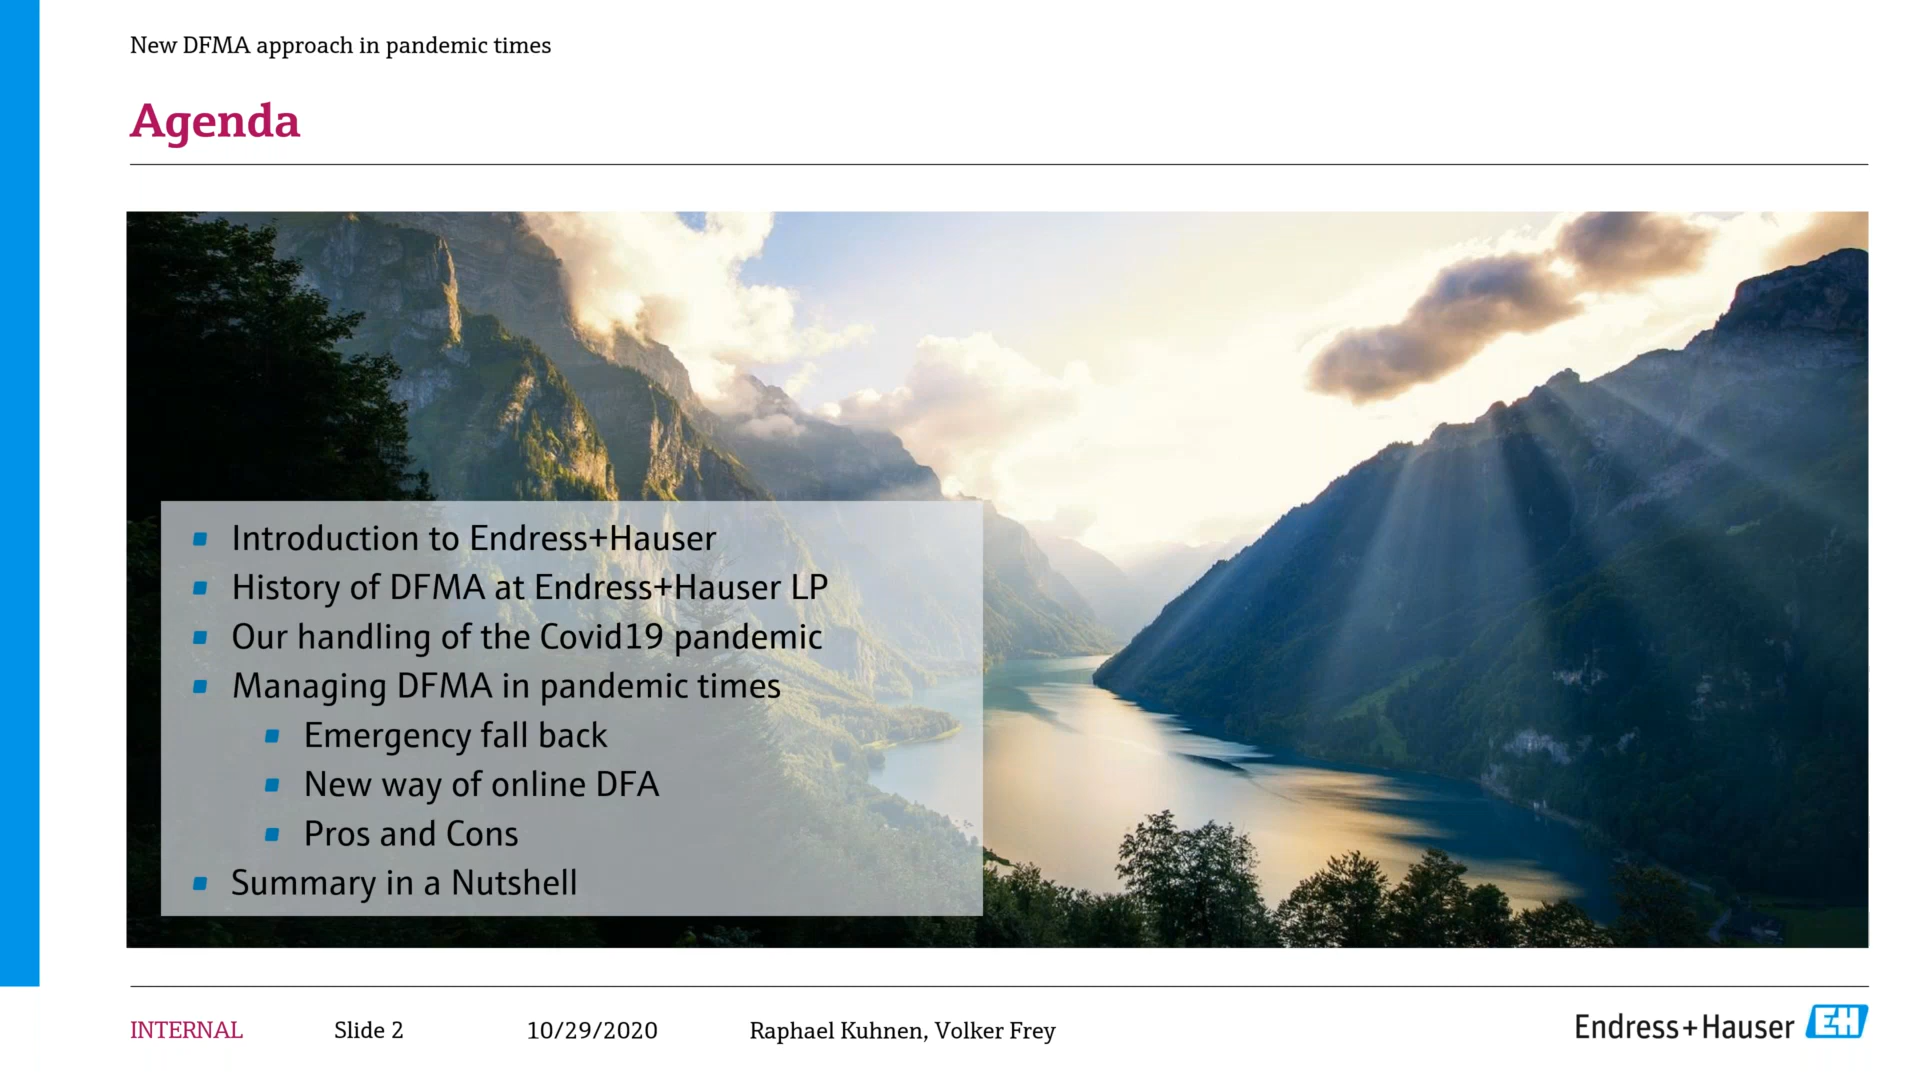 New DFMA approach in pandemic times
Agenda
Introduction to Endress+Hauser
History of DFMA at Endress+Hauser LP
Our handling of the Covid19 pandemic
Managing DFMA in pandemic times
Emergency fall back
New way of online DFA
Pros and Cons
Summary in a Nutshell
INTERNAL Slide 2 10/29/2020 Raphael Kuhnen, Volker Frey Endress+Hauser EH